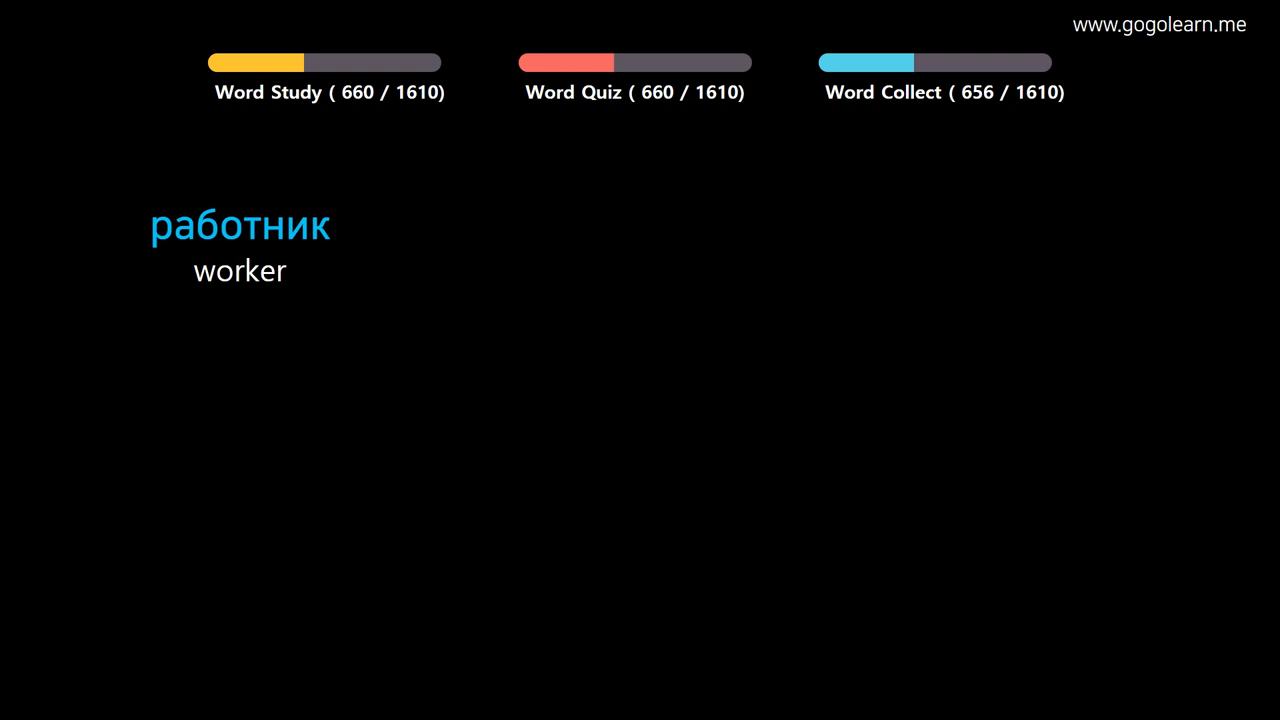 www.gogolearn.me
Word Study ( 660 / 1610)
Word Quiz ( 660 / 1610)
Word Collect ( 656 / 1610)
работник
worker